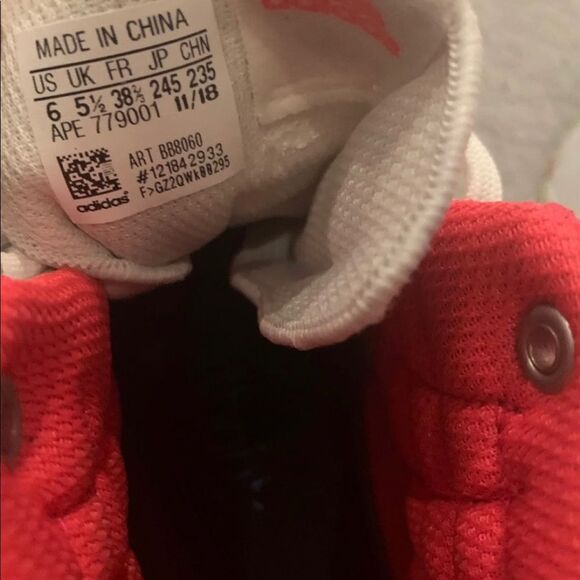 MADE IN CHINA
US UK FR JP CHN
6 5½ 38⅔ 245 235
APE 779001 11/18
ART BB8060
#121842933
F>GZ2QWK00295
adidas